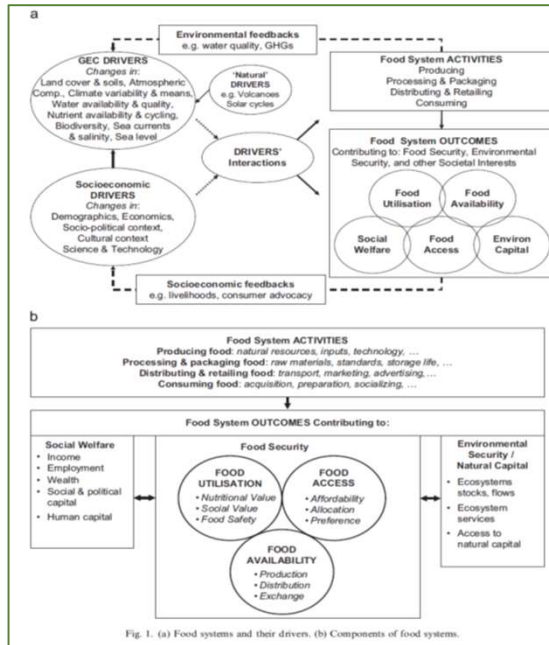 a
Environmental feedbacks
e.g. water quality, GHGs
GEC DRIVERS
Changes in:
Land cover & soils, Atmospheric
Comp., Climate variability & means,
Water availability & quality,
Nutrient availability & cycling,
Biodiversity, Sea currents
& salinity, Sea level
'Natural'
DRIVERS
e.g. Volcanoes
Solar cycles
DRIVERS'
Interactions
Socioeconomic
DRIVERS
Changes in:
Demographics, Economics,
Socio-political context,
Cultural context
Science & Technology
Food System ACTIVITIES
Producing
Processing & Packaging
Distributing & Retailing
Consuming
Food System OUTCOMES
Contributing to: Food Security, Environmental
Security, and other Societal Interests
Food
Utilisation
Food
Availability
Social
Welfare
Food
Access
Environ
Capital
Socioeconomic feedbacks
e.g. livelihoods, consumer advocacy
b
Food System ACTIVITIES
Producing food: natural resources, inputs, technology, ...
Processing & packaging food: raw materials, standards, storage life, ...
Distributing & retailing food: transport, marketing, advertising, ...
Consuming food: acquisition, preparation, socializing, ...
Food System OUTCOMES Contributing to:
Social Welfare
• Income
• Employment
• Wealth
• Social & political
capital
• Human capital
Food Security
FOOD
UTILISATION
• Nutritional Value
• Social Value
• Food Safety
FOOD
ACCESS
• Affordability
• Allocation
• Preference
FOOD
AVAILABILITY
• Production
• Distribution
• Exchange
Environmental
Security /
Natural Capital
• Ecosystems
stocks, flows
• Ecosystem
services
• Access to
natural capital
Fig. 1. (a) Food systems and their drivers. (b) Components of food systems.